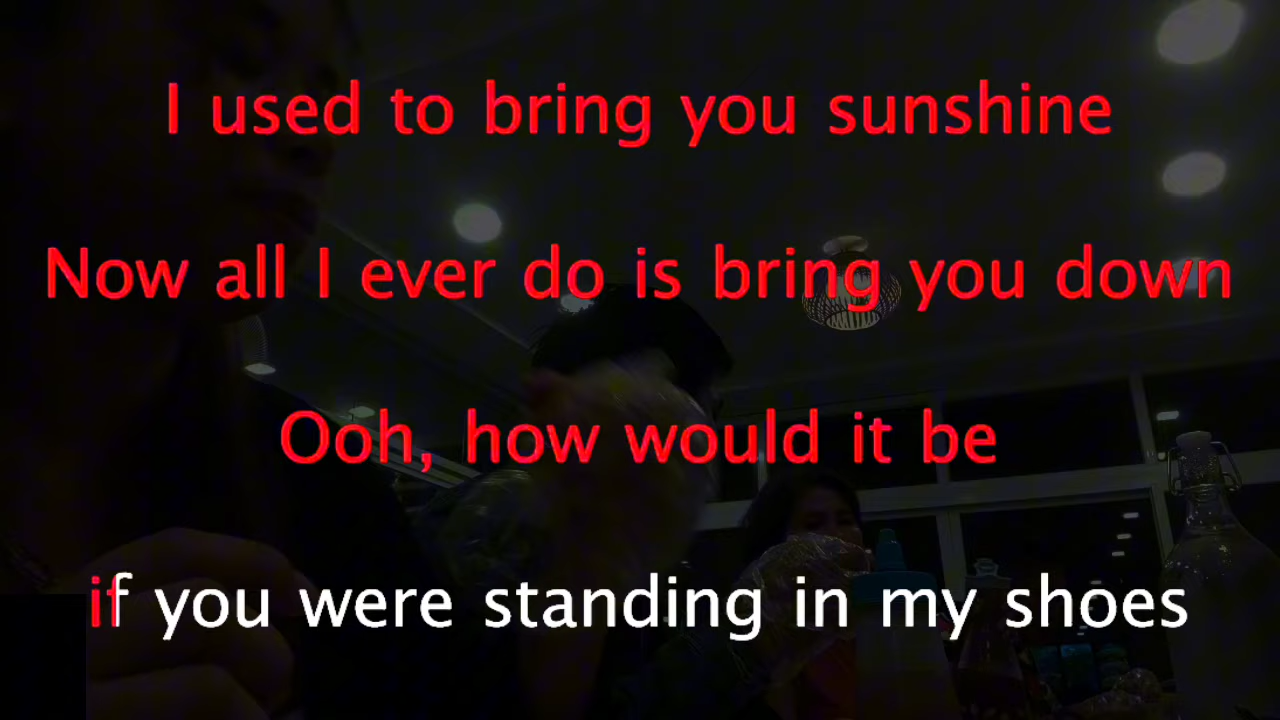 I used to bring you sunshine
Now all I ever do is bring you down
Ooh, how would it be
if you were standing in my shoes